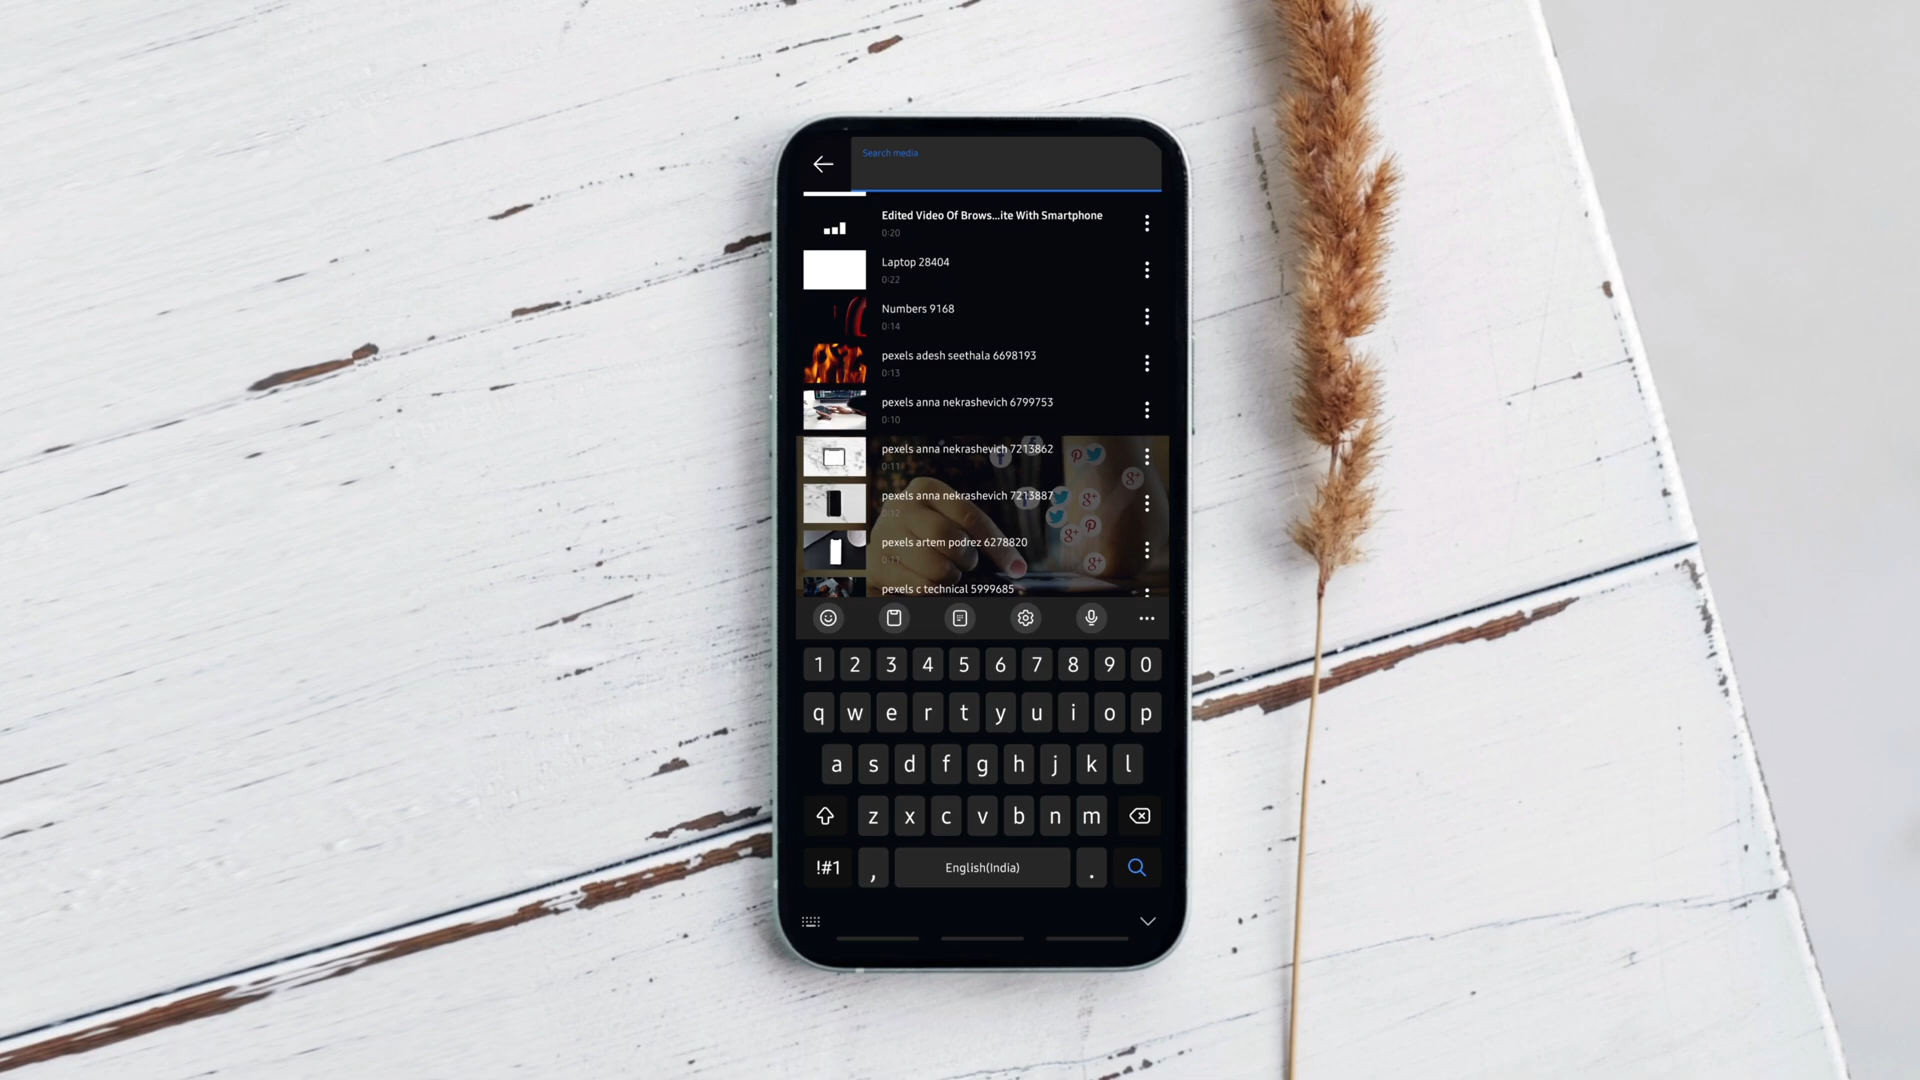 Search media
Edited Video Of Brows...ite With Smartphone
0:20
Laptop 28404
0:22
Numbers 9168
0:14
pexels adesh seethala 6698193
0:13
pexels anna nekrashevich 6799753
0:10
pexels anna nekrashevich 7213862
0:11
pexels anna nekrashevich 7213887
0:12
pexels artem podrez 6278820
0:11
pexels c technical 5999685
1 2 3 4 5 6 7 8 9 0
q w e r t y u i o p
a s d f g h j k l
z x c v b n m
!#1 , English(India) .